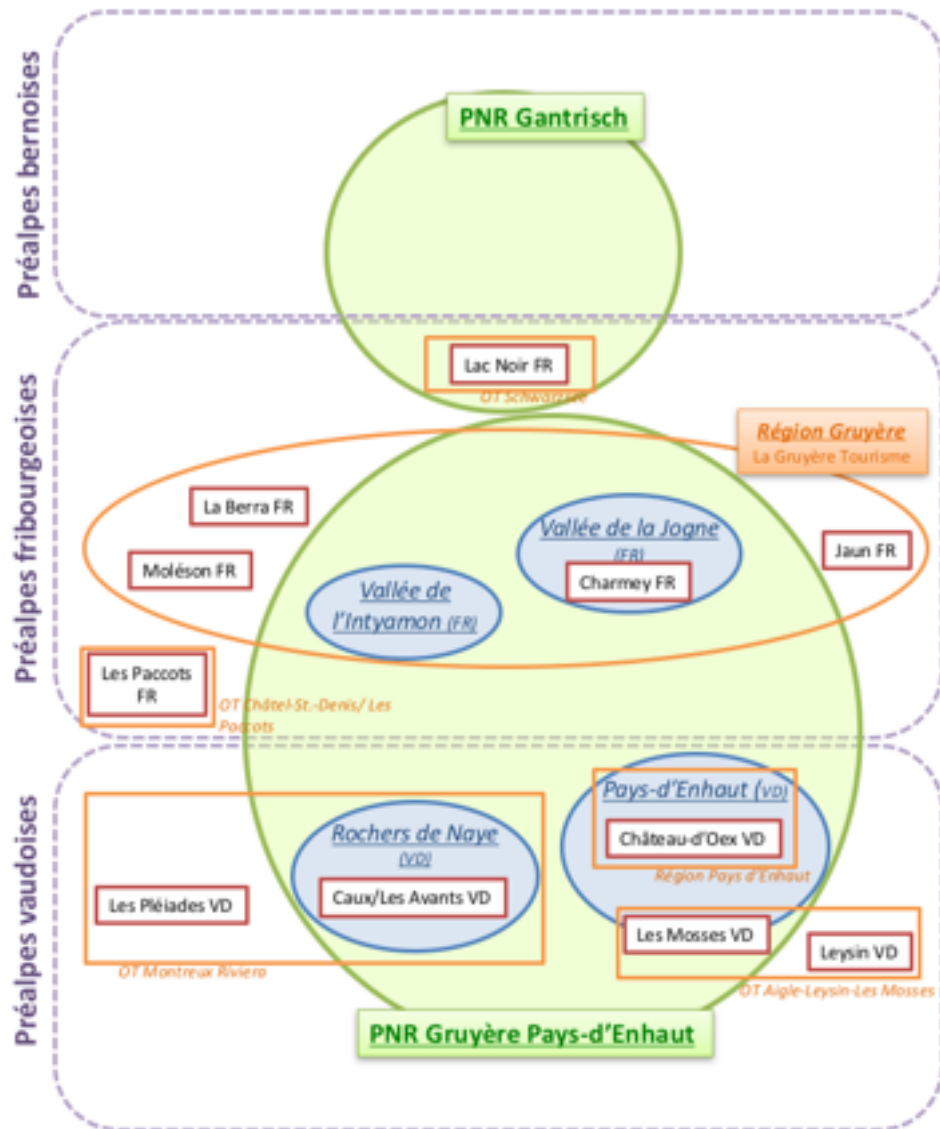 Préalpes bernoises
PNR Gantrisch
Préalpes fribourgeoises
Lac Noir FR
OT Schwarzsee
Région Gruyère
La Gruyère Tourisme
La Berra FR
Moléson FR
Vallée de la Jogne
(FR)
Charmey FR
Jaun FR
Vallée de
l'Intyamon (FR)
Les Paccots
FR
OT Châtel-St.-Denis/ Les
Paccots
Préalpes vaudoises
Pays-d'Enhaut (VD)
Château-d'Oex VD
Région Pays d'Enhaut
Rochers de Naye
(VD)
Caux/Les Avants VD
Les Pléiades VD
OT Montreux Riviera
Les Mosses VD
Leysin VD
OT Aigle-Leysin-Les Mosses
PNR Gruyère Pays-d'Enhaut